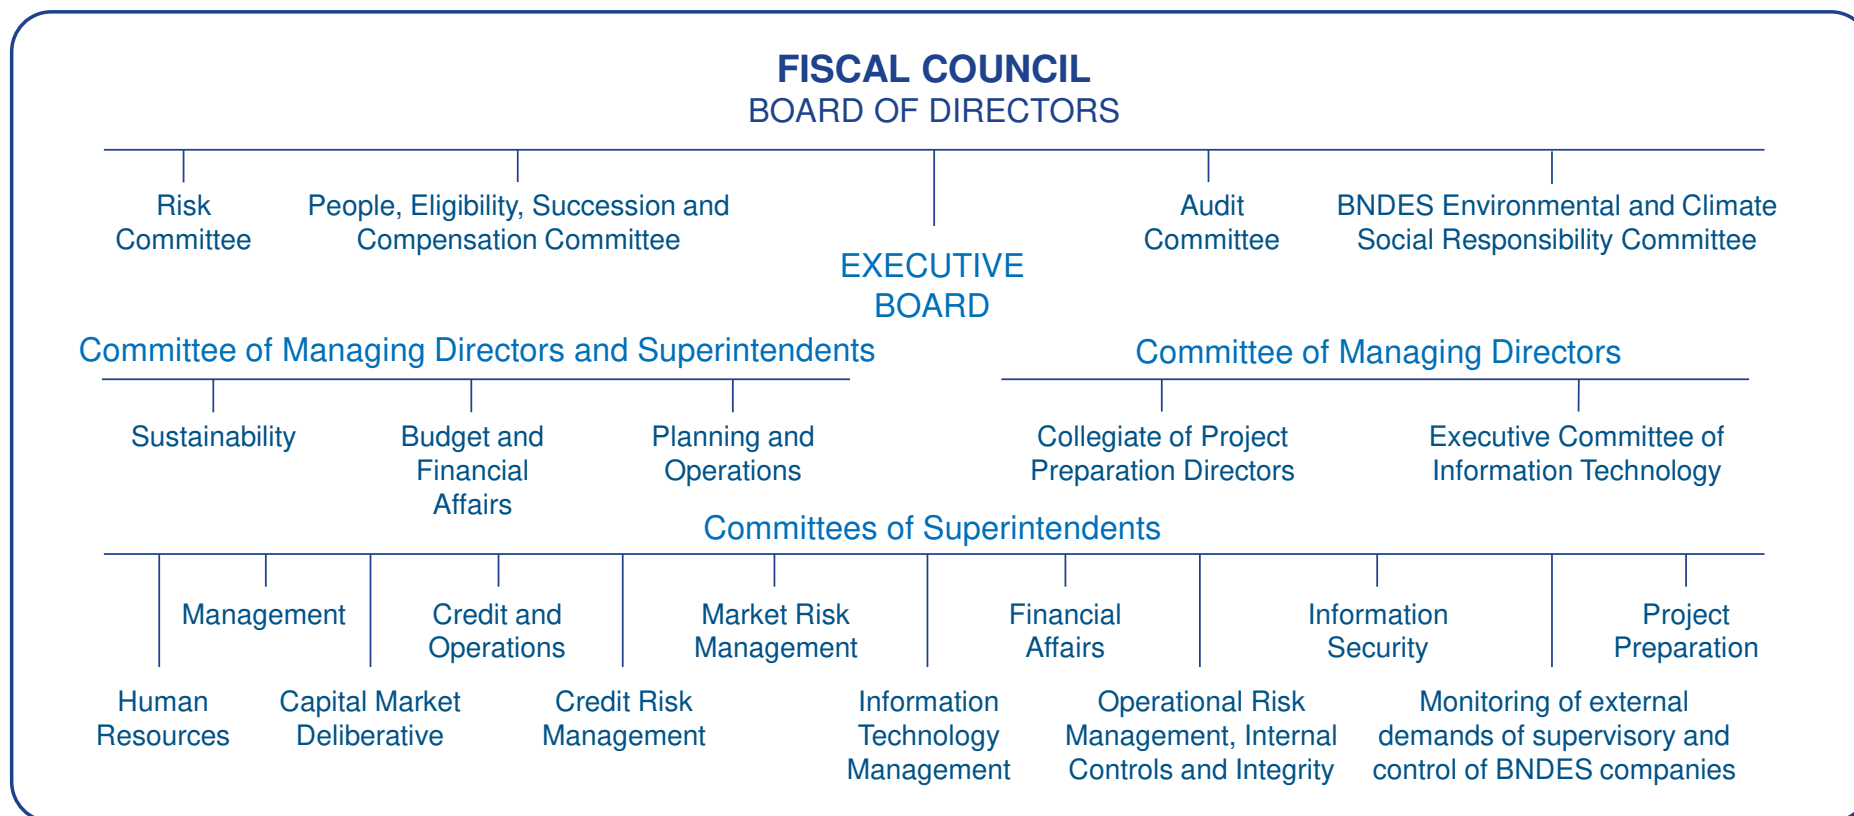 FISCAL COUNCIL
BOARD OF DIRECTORS
Risk
Committee
People, Eligibility, Succession and
Compensation Committee
Audit
Committee
BNDES Environmental and Climate
Social Responsibility Committee
EXECUTIVE
BOARD
Committee of Managing Directors and Superintendents
Sustainability
Budget and
Financial
Affairs
Planning and
Operations
Committee of Managing Directors
Collegiate of Project
Preparation Directors
Executive Committee of
Information Technology
Committees of Superintendents
Management
Credit and
Operations
Market Risk
Management
Financial
Affairs
Information
Security
Project
Preparation
Human
Resources
Capital Market
Deliberative
Credit Risk
Management
Information
Technology
Management
Operational Risk
Management, Internal
Controls and Integrity
Monitoring of external
demands of supervisory and
control of BNDES companies